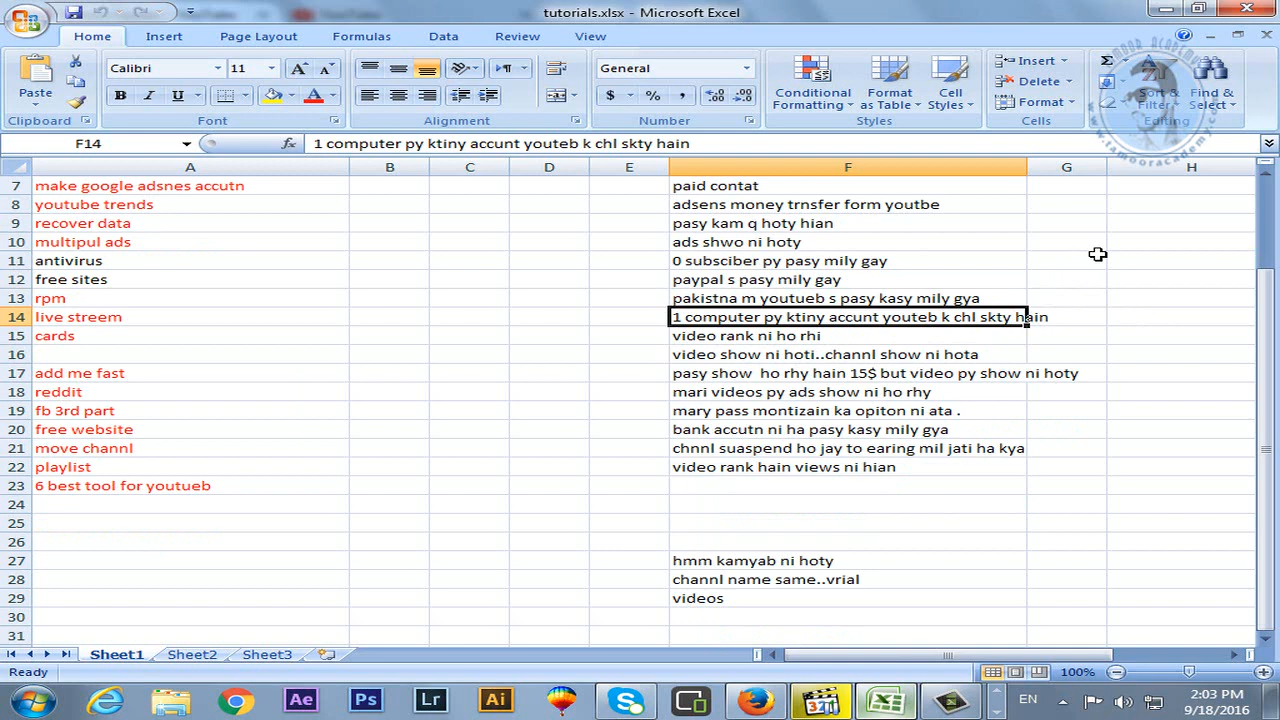 tutorials.xlsx - Microsoft Excel
Home Insert Page Layout Formulas Data Review View
Paste
Calibri 11
B I U
General
$ % ,
Conditional Formatting
Format as Table
Cell Styles
Insert
Delete
Format
Sort & Filter
Find & Select
Clipboard Font Alignment Number Styles Cells Editing
TAMOOR ACADEMY
www.tamooracademy.com
F14 fx 1 computer py ktiny accunt youteb k chl skty hain
A B C D E F G H
7 make google adsnes accutn paid contat
8 youtube trends adsens money trnsfer form youtbe
9 recover data pasy kam q hoty hian
10 multipul ads ads shwo ni hoty
11 antivirus 0 subsciber py pasy mily gay
12 free sites paypal s pasy mily gay
13 rpm pakistna m youtueb s pasy kasy mily gya
14 live streem 1 computer py ktiny accunt youteb k chl skty hain
15 cards video rank ni ho rhi
16 video show ni hoti..channl show ni hota
17 add me fast pasy show ho rhy hain 15$ but video py show ni hoty
18 reddit mari videos py ads show ni ho rhy
19 fb 3rd part mary pass montizain ka opiton ni ata .
20 free website bank accutn ni ha pasy kasy mily gya
21 move channl chnnl suaspend ho jay to earing mil jati ha kya
22 playlist video rank hain views ni hian
23 6 best tool for youtueb
24
25
26
27 hmm kamyab ni hoty
28 channl name same..vrial
29 videos
30
31
Sheet1 Sheet2 Sheet3
Ready 100%
Ae Ps Lr Ai 321 EN 2:03 PM
9/18/2016